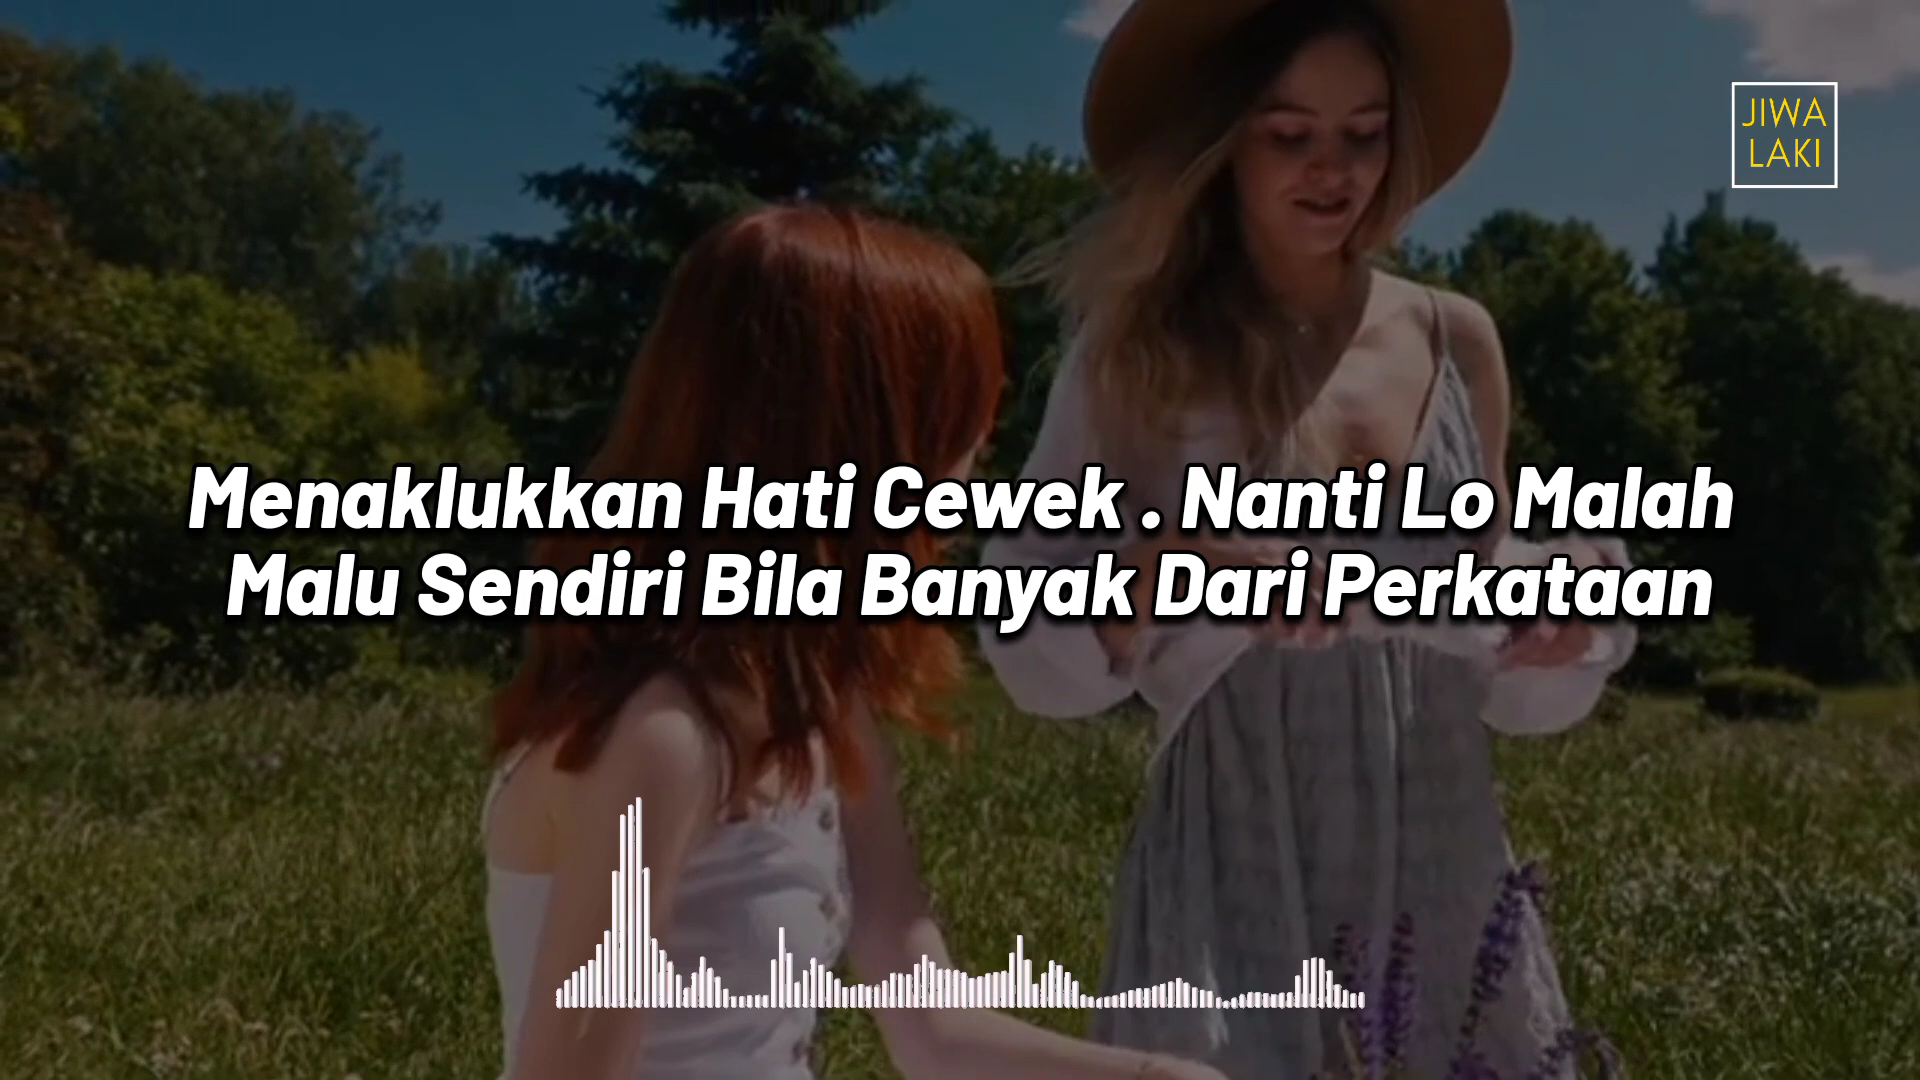 JIWA
LAKI
Menaklukkan Hati Cewek . Nanti Lo Malah
Malu Sendiri Bila Banyak Dari Perkataan